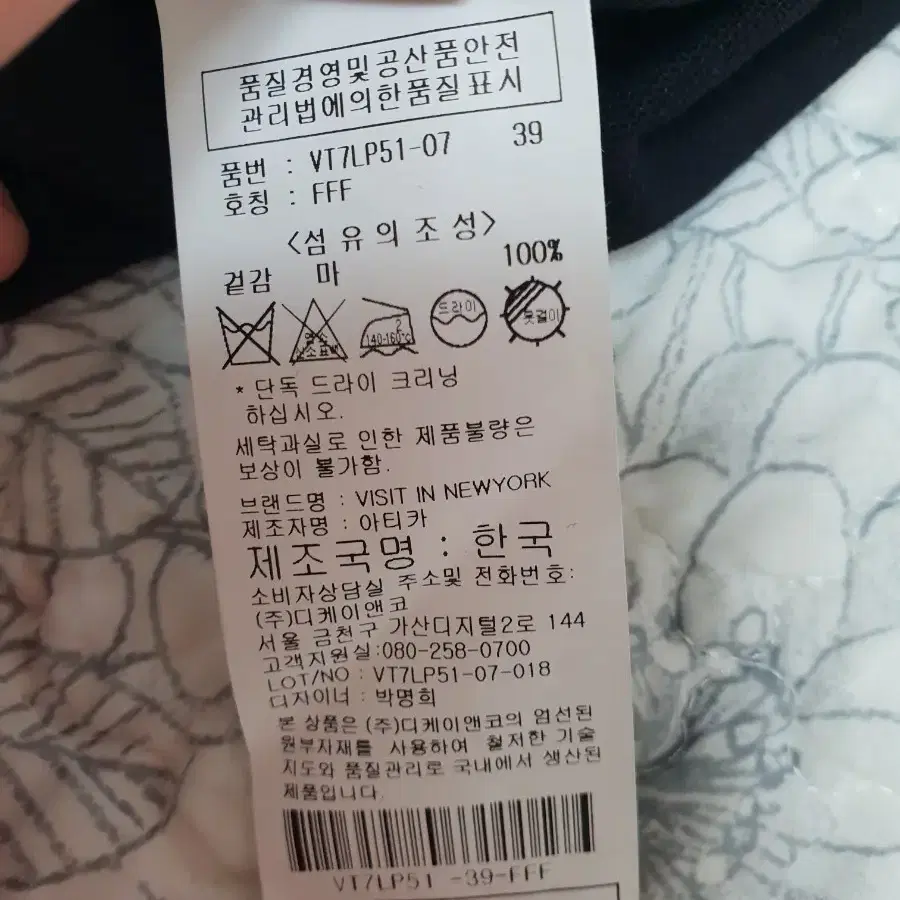 품질경영및공산품안전
관리법에의한품질표시
품번 : VT7LP51-07 39
호칭 : FFF
<섬유의조성>
겉감 마 100%
염소 표백 2 140-160℃ 드라이 옷걸이
* 단독 드라이 크리닝
하십시오.
세탁과실로 인한 제품불량은
보상이 불가함.
브랜드명 : VISIT IN NEWYORK
제조자명 : 아티카
제조국명 : 한국
소비자상담실 주소및 전화번호:
(주)디케이앤코
서울 금천구 가산디지털2로 144
고객지원실:080-258-0700
LOT/NO : VT7LP51-07-018
디자이너 : 박명희
본 상품은 (주)디케이앤코의 엄선된
원부자재를 사용하여 철저한 기술
지도와 품질관리로 국내에서 생산된
제품입니다.
VT7LP51 -39-FFF